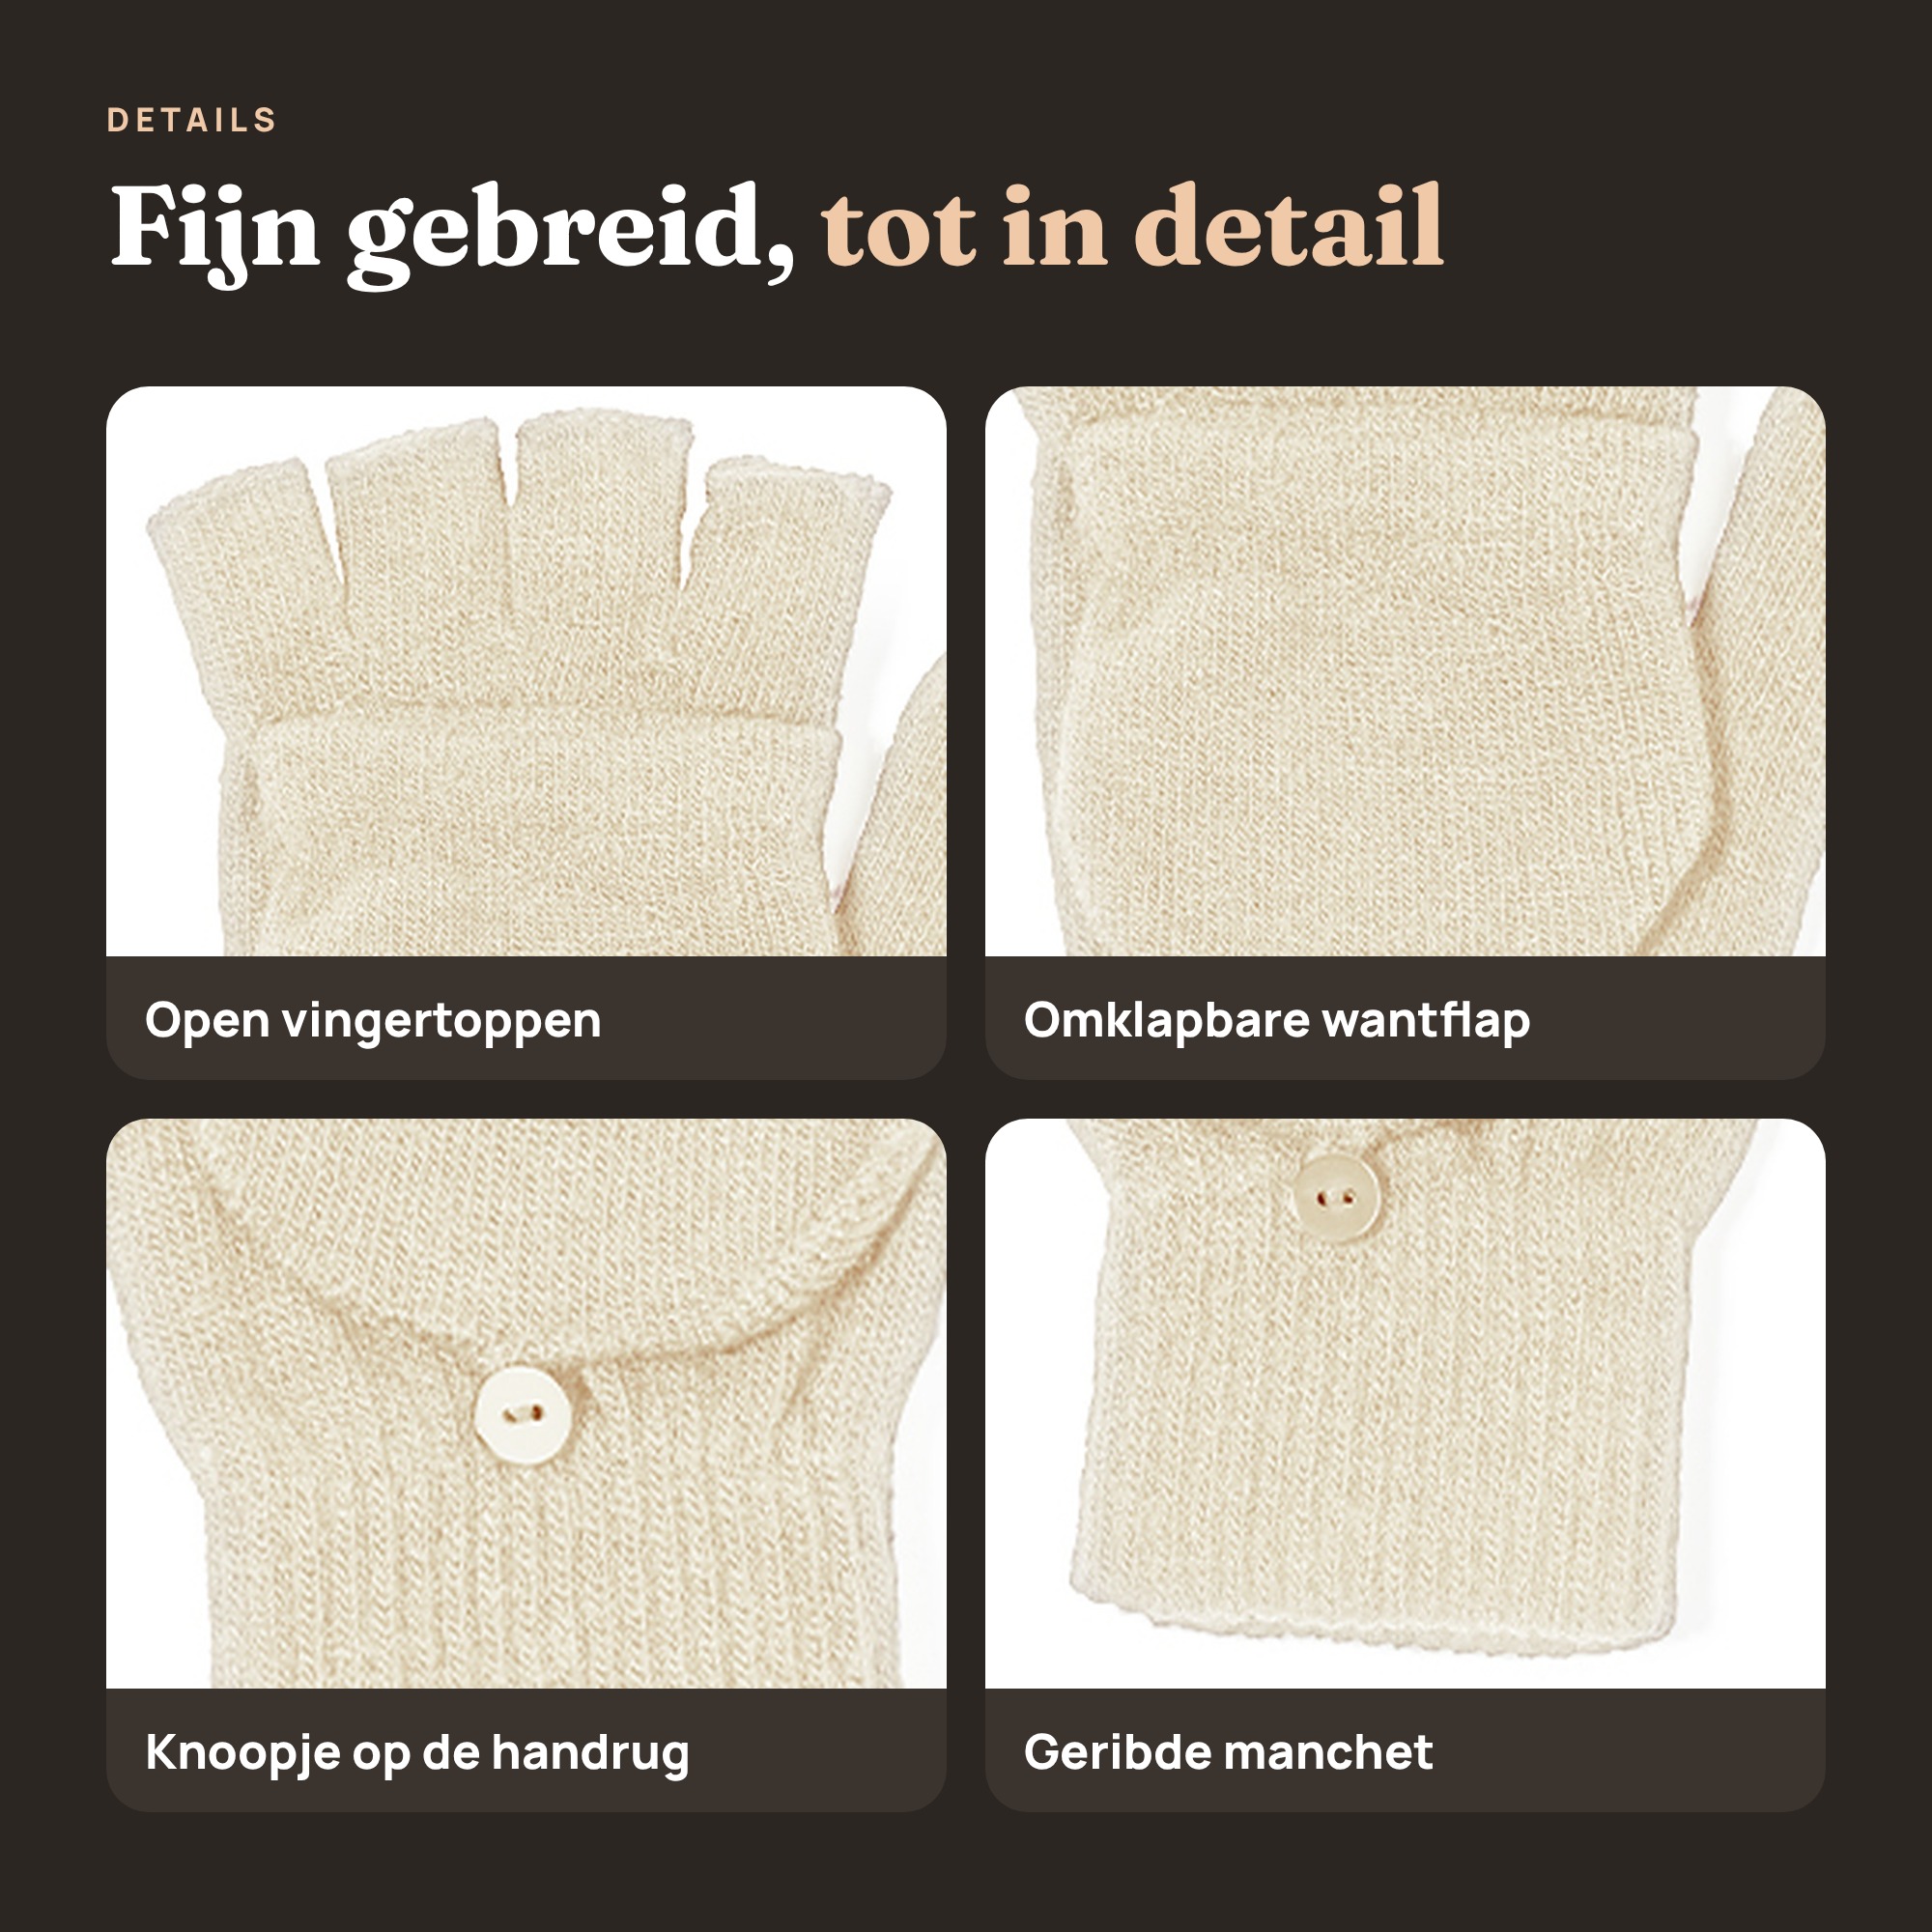 DETAILS
Fijn gebreid, tot in detail
Open vingertoppen
Omklapbare wantflap
Knoopje op de handrug
Geribde manchet